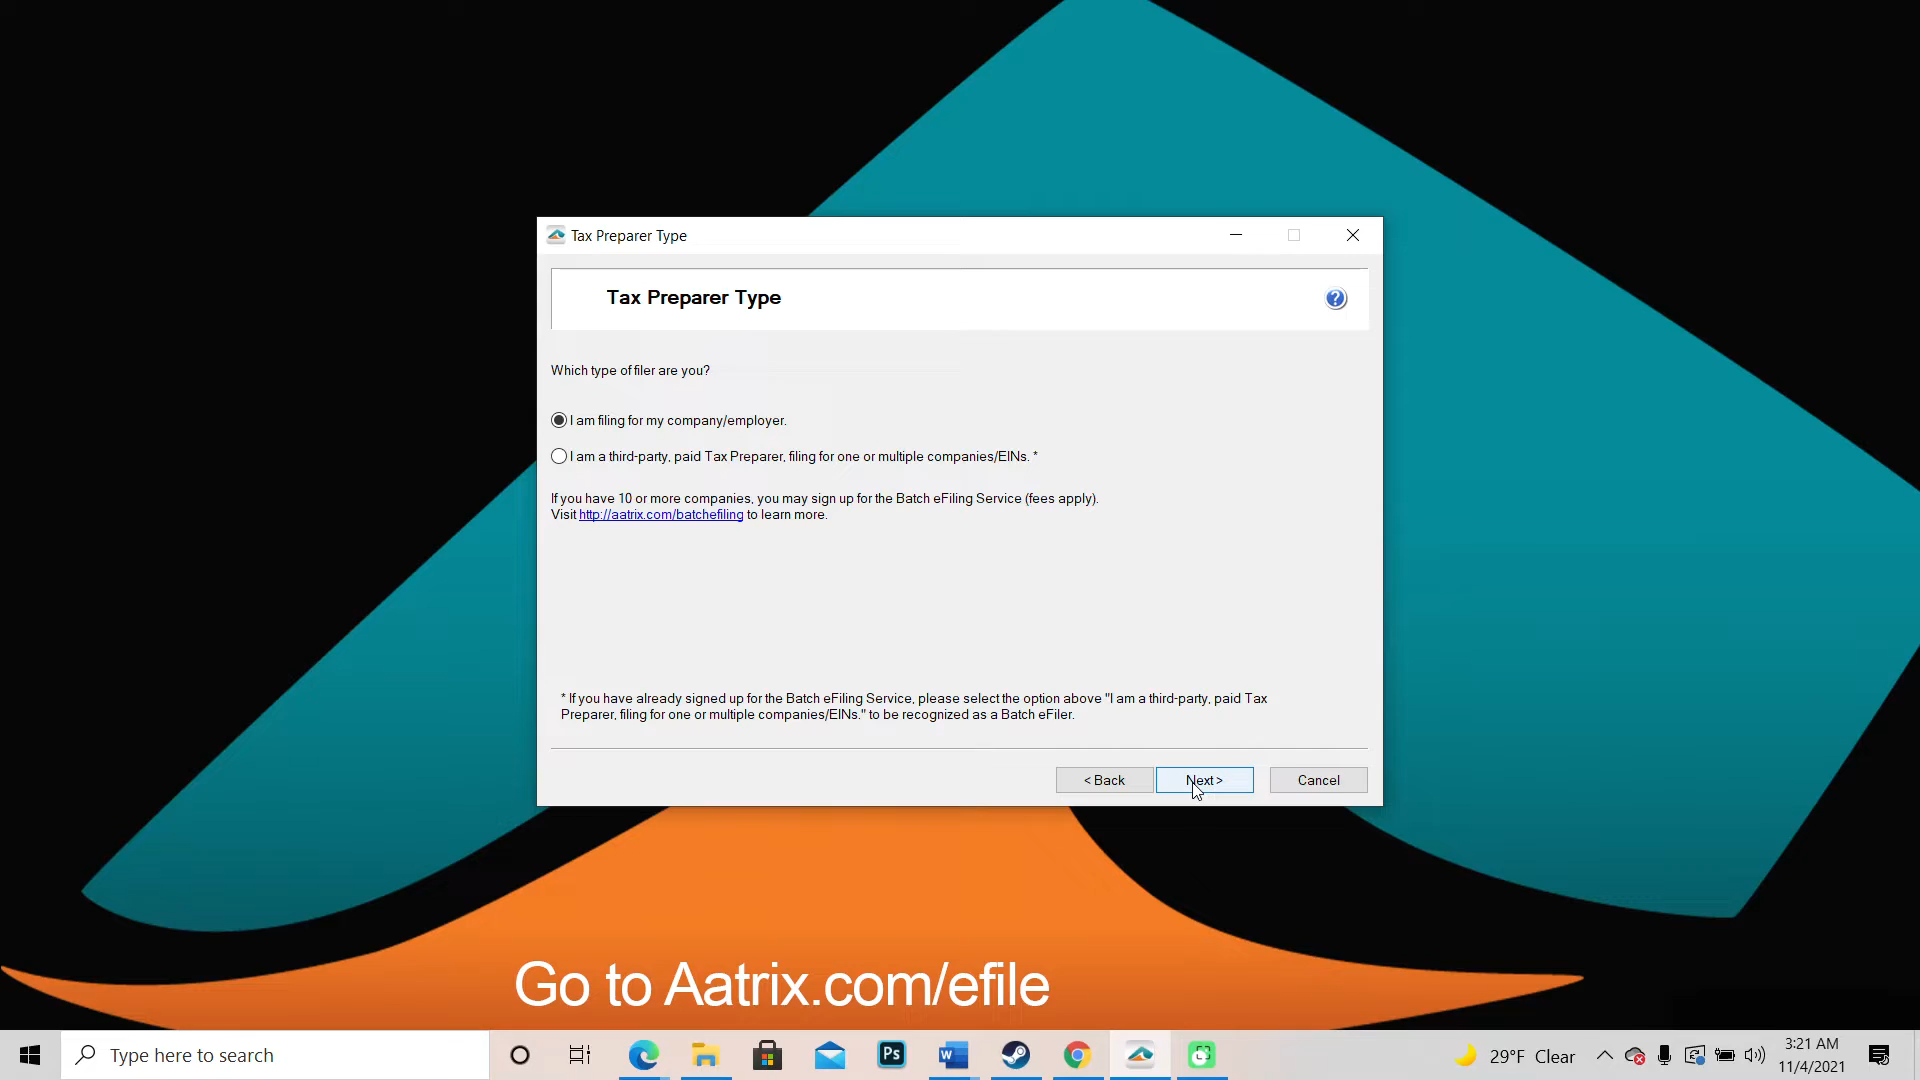 Tax Preparer Type
Tax Preparer Type
?
Which type of filer are you?
I am filing for my company/employer.
I am a third-party, paid Tax Preparer, filing for one or multiple companies/EINs. *
If you have 10 or more companies, you may sign up for the Batch eFiling Service (fees apply).
Visit http://aatrix.com/batchefiling to learn more.
* If you have already signed up for the Batch eFiling Service, please select the option above "I am a third-party, paid Tax
Preparer, filing for one or multiple companies/EINs." to be recognized as a Batch eFiler.
< Back
Next >
Cancel
Go to Aatrix.com/efile
Type here to search
Ps
W
29°F Clear
3:21 AM
11/4/2021